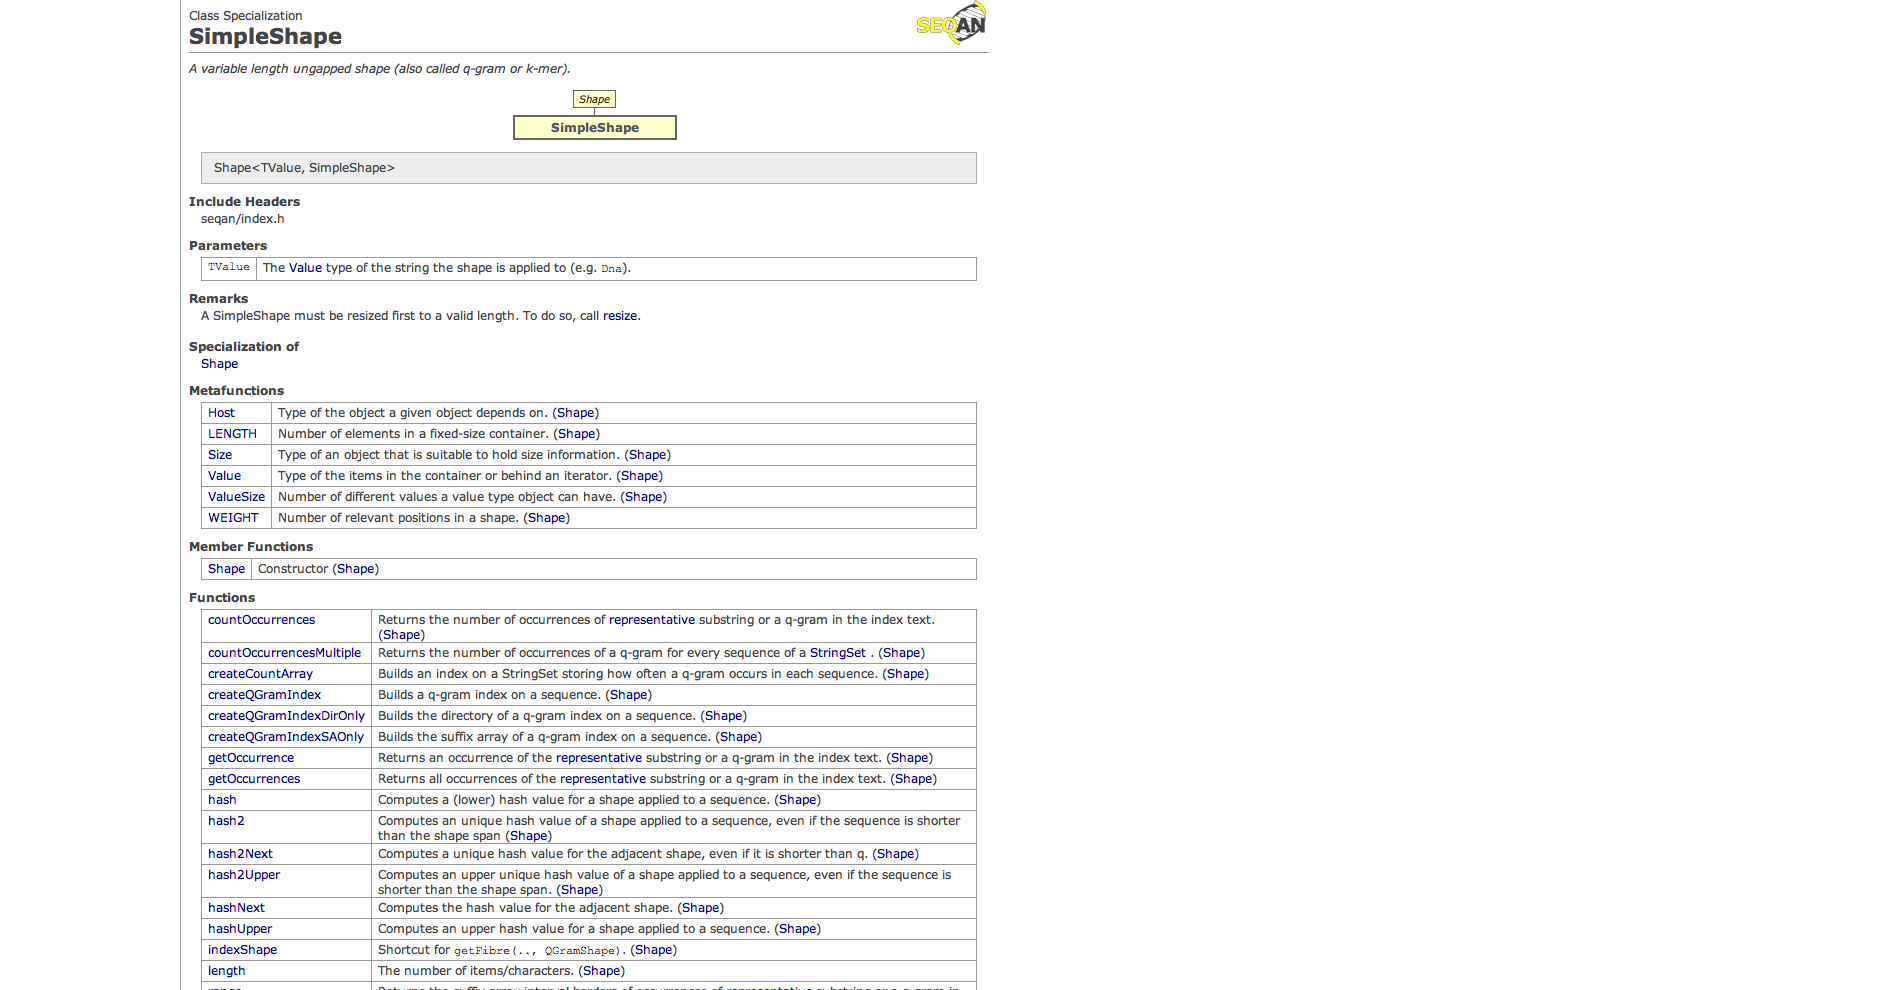 Class Specialization
SimpleShape
SEQAN
A variable length ungapped shape (also called q-gram or k-mer).
Shape
SimpleShape
Shape<TValue, SimpleShape>
Include Headers
seqan/index.h
Parameters
TValue The Value type of the string the shape is applied to (e.g. Dna).
Remarks
A SimpleShape must be resized first to a valid length. To do so, call resize.
Specialization of
Shape
Metafunctions
Host Type of the object a given object depends on. (Shape)
LENGTH Number of elements in a fixed-size container. (Shape)
Size Type of an object that is suitable to hold size information. (Shape)
Value Type of the items in the container or behind an iterator. (Shape)
ValueSize Number of different values a value type object can have. (Shape)
WEIGHT Number of relevant positions in a shape. (Shape)
Member Functions
Shape Constructor (Shape)
Functions
countOccurrences Returns the number of occurrences of representative substring or a q-gram in the index text.
(Shape)
countOccurrencesMultiple Returns the number of occurrences of a q-gram for every sequence of a StringSet . (Shape)
createCountArray Builds an index on a StringSet storing how often a q-gram occurs in each sequence. (Shape)
createQGramIndex Builds a q-gram index on a sequence. (Shape)
createQGramIndexDirOnly Builds the directory of a q-gram index on a sequence. (Shape)
createQGramIndexSAOnly Builds the suffix array of a q-gram index on a sequence. (Shape)
getOccurrence Returns an occurrence of the representative substring or a q-gram in the index text. (Shape)
getOccurrences Returns all occurrences of the representative substring or a q-gram in the index text. (Shape)
hash Computes a (lower) hash value for a shape applied to a sequence. (Shape)
hash2 Computes an unique hash value of a shape applied to a sequence, even if the sequence is shorter
than the shape span (Shape)
hash2Next Computes a unique hash value for the adjacent shape, even if it is shorter than q. (Shape)
hash2Upper Computes an upper unique hash value of a shape applied to a sequence, even if the sequence is
shorter than the shape span. (Shape)
hashNext Computes the hash value for the adjacent shape. (Shape)
hashUpper Computes an upper hash value for a shape applied to a sequence. (Shape)
indexShape Shortcut for getFibre(.., QGramShape). (Shape)
length The number of items/characters. (Shape)